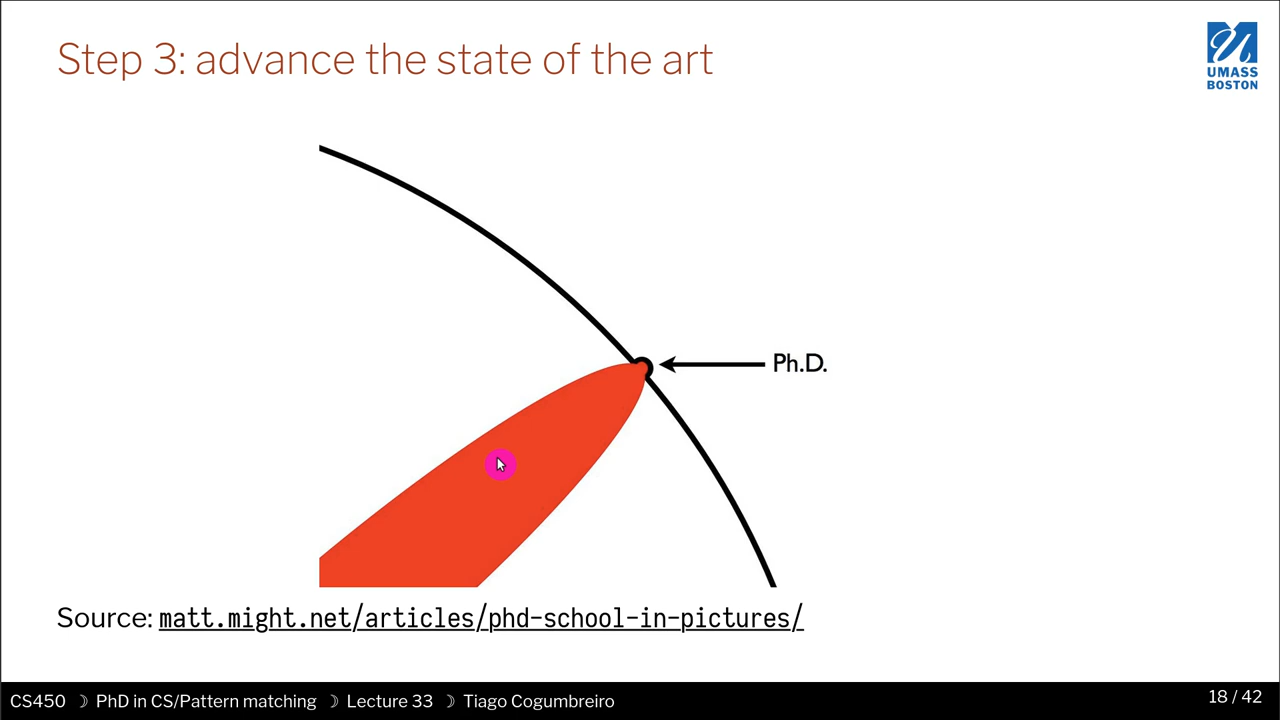 Step 3: advance the state of the art
UMASS
BOSTON
Ph.D.
Source: matt.might.net/articles/phd-school-in-pictures/
CS450 ☽ PhD in CS/Pattern matching ☽ Lecture 33 ☽ Tiago Cogumbreiro
18 / 42